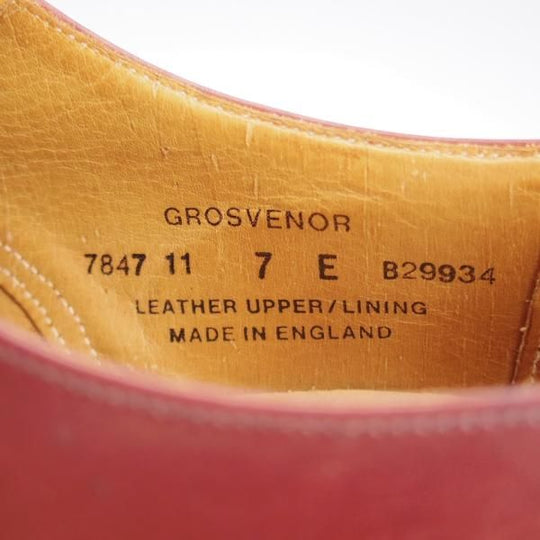 GROSVENOR
7847 11 7 E B29934
LEATHER UPPER/LINING
MADE IN ENGLAND